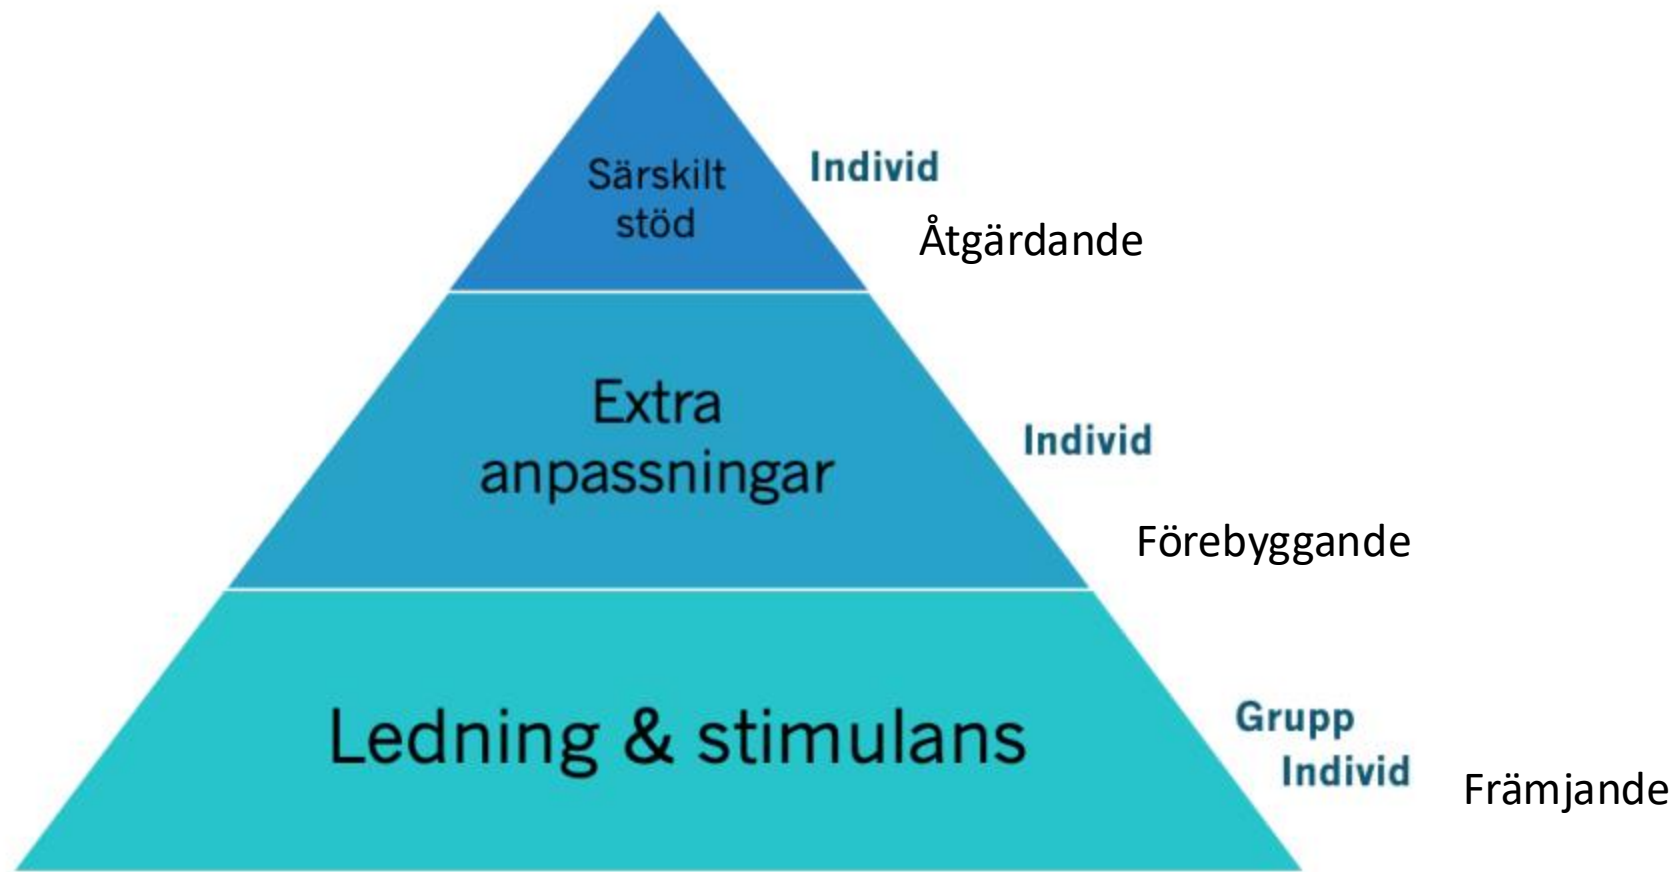 Särskilt
stöd
Individ
Åtgärdande
Extra
anpassningar
Individ
Förebyggande
Ledning & stimulans
Grupp
Individ
Främjande